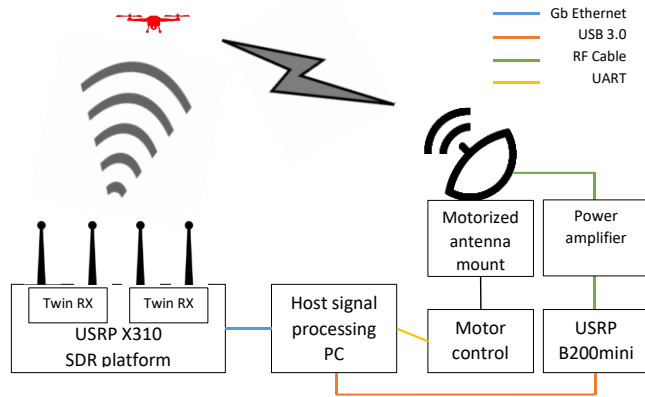 Gb Ethernet
USB 3.0
RF Cable
UART
Motorized
antenna
mount
Power
amplifier
Twin RX
Twin RX
USRP X310
SDR platform
Host signal
processing
PC
Motor
control
USRP
B200mini